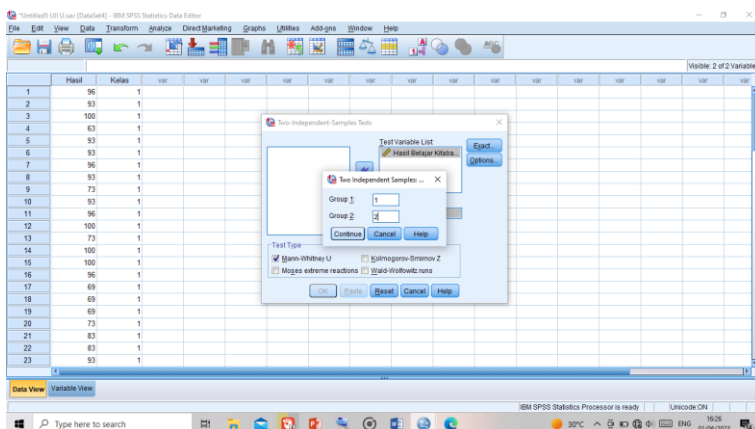 *Untitled5 UII U.sav [DataSet4] - IBM SPSS Statistics Data Editor
File Edit View Data Transform Analyze Direct Marketing Graphs Utilities Add-ons Window Help
Visible: 2 of 2 Variable
Hasil Kelas var var var var var var var var var var var var var
1 96 1
2 93 1
3 100 1
4 63 1
5 93 1
6 93 1
7 96 1
8 93 1
9 73 1
10 93 1
11 96 1
12 100 1
13 73 1
14 100 1
15 100 1
16 96 1
17 69 1
18 69 1
19 69 1
20 73 1
21 83 1
22 83 1
23 93 1
Two-Independent-Samples Tests
Test Variable List:
Hasil Belajar Kitaba...
Exact...
Options...
Two Independent Samples: ...
Group 1: 1
Group 2: 2
Continue Cancel Help
Test Type
Mann-Whitney U Kolmogorov-Smirnov Z
Moses extreme reactions Wald-Wolfowitz runs
OK Paste Reset Cancel Help
Data View Variable View
IBM SPSS Statistics Processor is ready Unicode:ON
Type here to search
30°C ENG 16:26